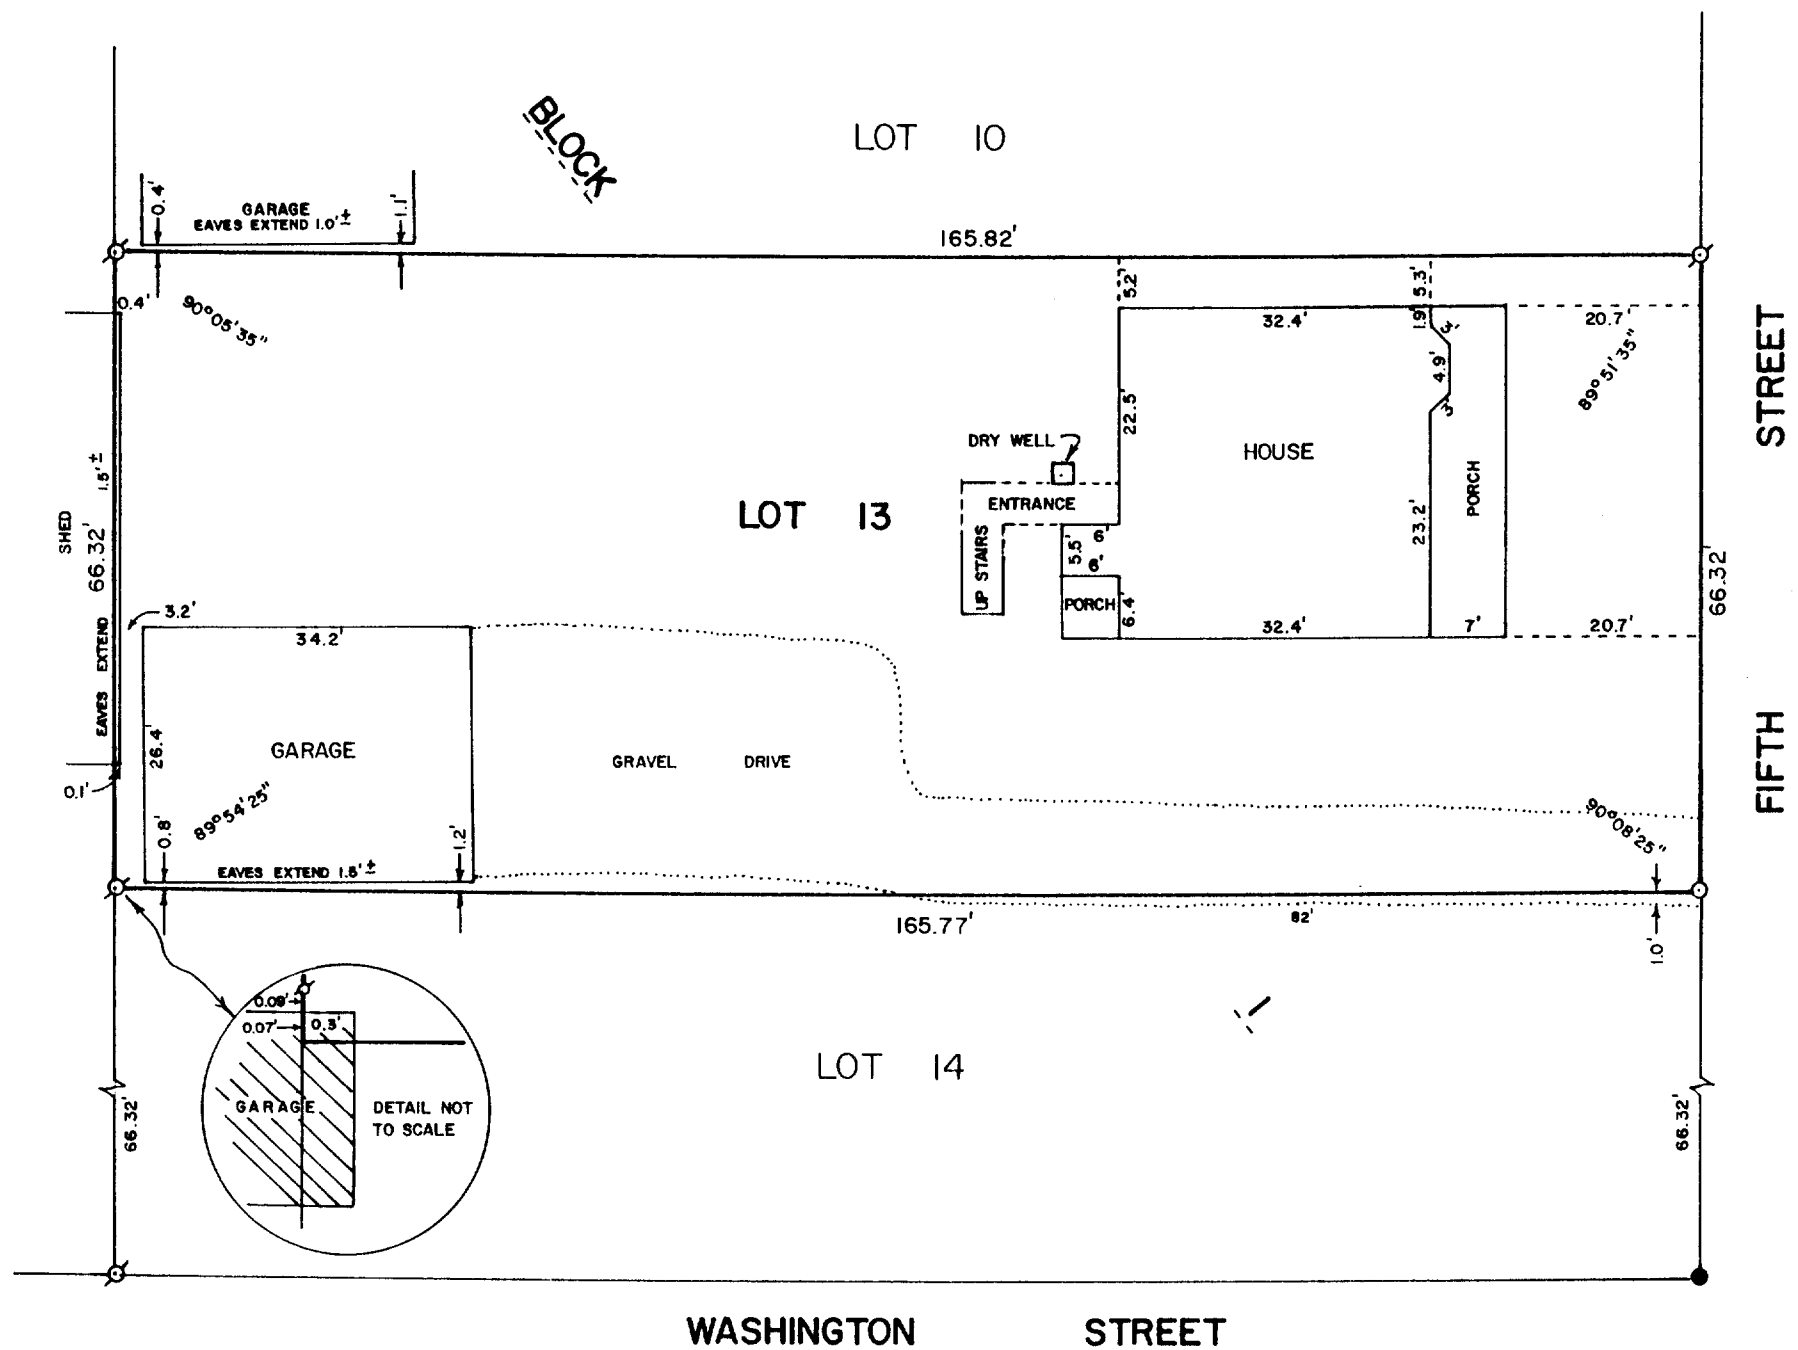 BLOCK
LOT 10
0.4'
GARAGE
EAVES EXTEND 1.0'±
1.1'
165.82'
0.4'
90°05'35"
5.2'
5.3'
32.4'
1.9'
3'
4.9'
3'
20.7'
89°51'35"
STREET
22.5'
DRY WELL
HOUSE
PORCH
ENTRANCE
LOT 13
UP STAIRS
6'
5.5'
6'
PORCH
6.4'
23.2'
SHED
66.32'
EAVES EXTEND 1.5'±
66.32'
3.2'
34.2'
32.4'
7'
20.7'
26.4'
GARAGE
GRAVEL DRIVE
FIFTH
0.1'
89°54'25"
0.8'
1.2'
EAVES EXTEND 1.5'±
90°08'25"
165.77'
82'
1.0'
0.09'
0.07'
0.3'
GARAGE
DETAIL NOT
TO SCALE
LOT 14
66.32'
66.32'
WASHINGTON STREET